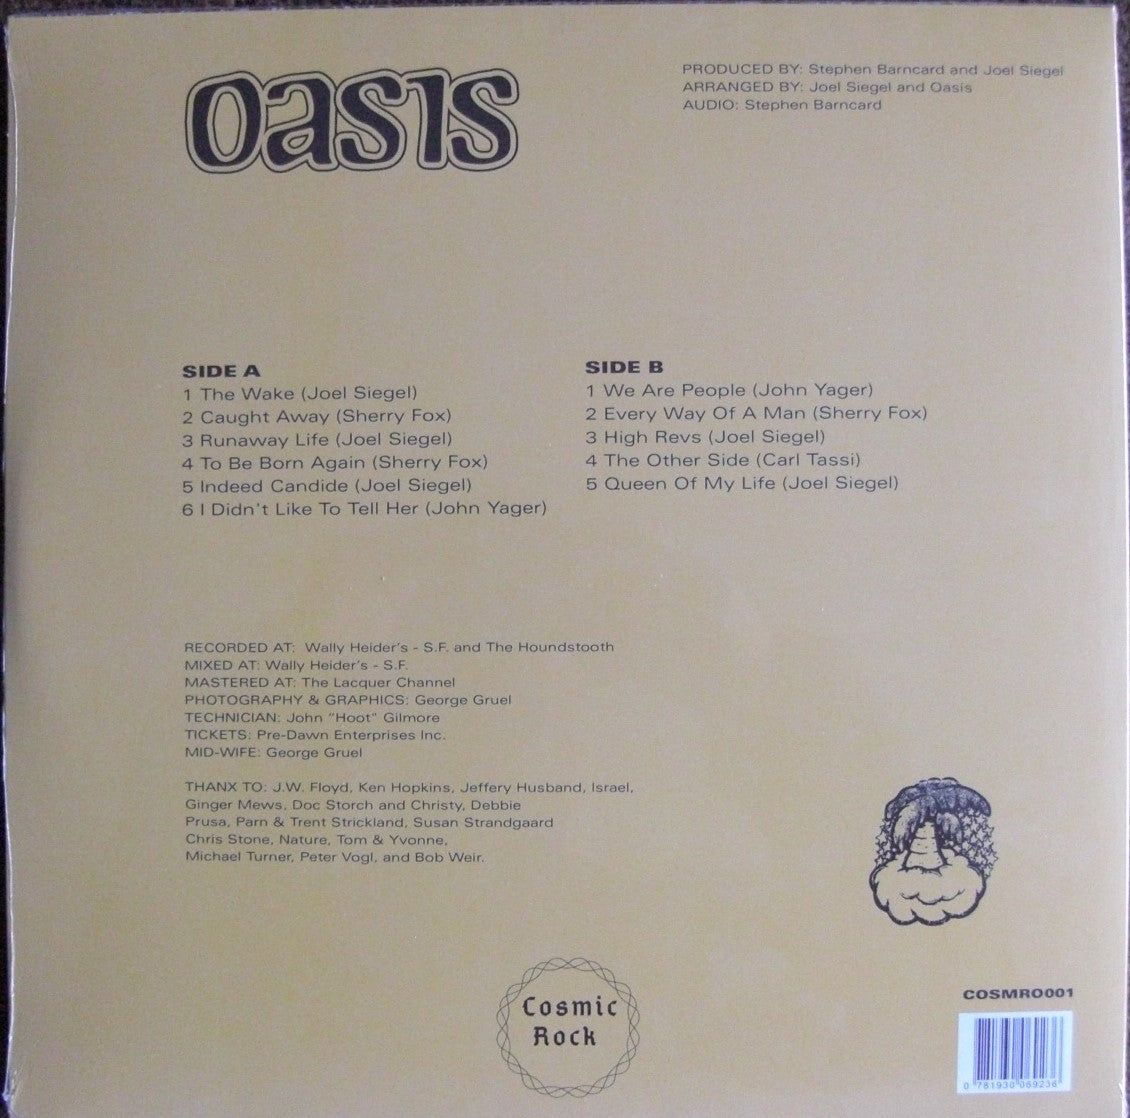 Oasis
PRODUCED BY: Stephen Barncard and Joel Siegel
ARRANGED BY: Joel Siegel and Oasis
AUDIO: Stephen Barncard
SIDE A
1 The Wake (Joel Siegel)
2 Caught Away (Sherry Fox)
3 Runaway Life (Joel Siegel)
4 To Be Born Again (Sherry Fox)
5 Indeed Candide (Joel Siegel)
6 I Didn't Like To Tell Her (John Yager)
SIDE B
1 We Are People (John Yager)
2 Every Way Of A Man (Sherry Fox)
3 High Revs (Joel Siegel)
4 The Other Side (Carl Tassi)
5 Queen Of My Life (Joel Siegel)
RECORDED AT: Wally Heider's - S.F. and The Houndstooth
MIXED AT: Wally Heider's - S.F.
MASTERED AT: The Lacquer Channel
PHOTOGRAPHY & GRAPHICS: George Gruel
TECHNICIAN: John "Hoot" Gilmore
TICKETS: Pre-Dawn Enterprises Inc.
MID-WIFE: George Gruel
THANX TO: J.W. Floyd, Ken Hopkins, Jeffery Husband, Israel,
Ginger Mews, Doc Storch and Christy, Debbie
Prusa, Parn & Trent Strickland, Susan Strandgaard
Chris Stone, Nature, Tom & Yvonne,
Michael Turner, Peter Vogl, and Bob Weir.
Cosmic
Rock
COSMRO001
0 781930 069236